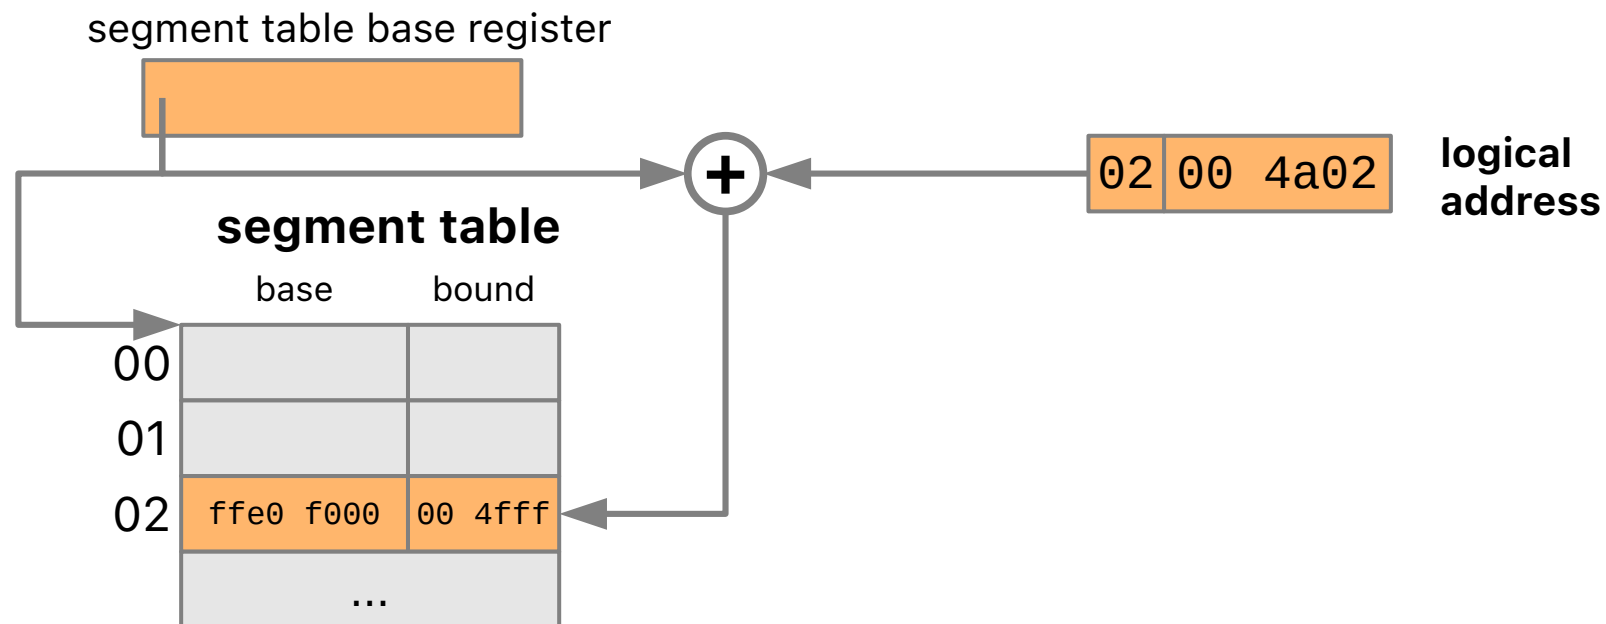 segment table base register
+
02 00 4a02
logical
address
segment table
base bound
00
01
02 ffe0 f000 00 4fff
...